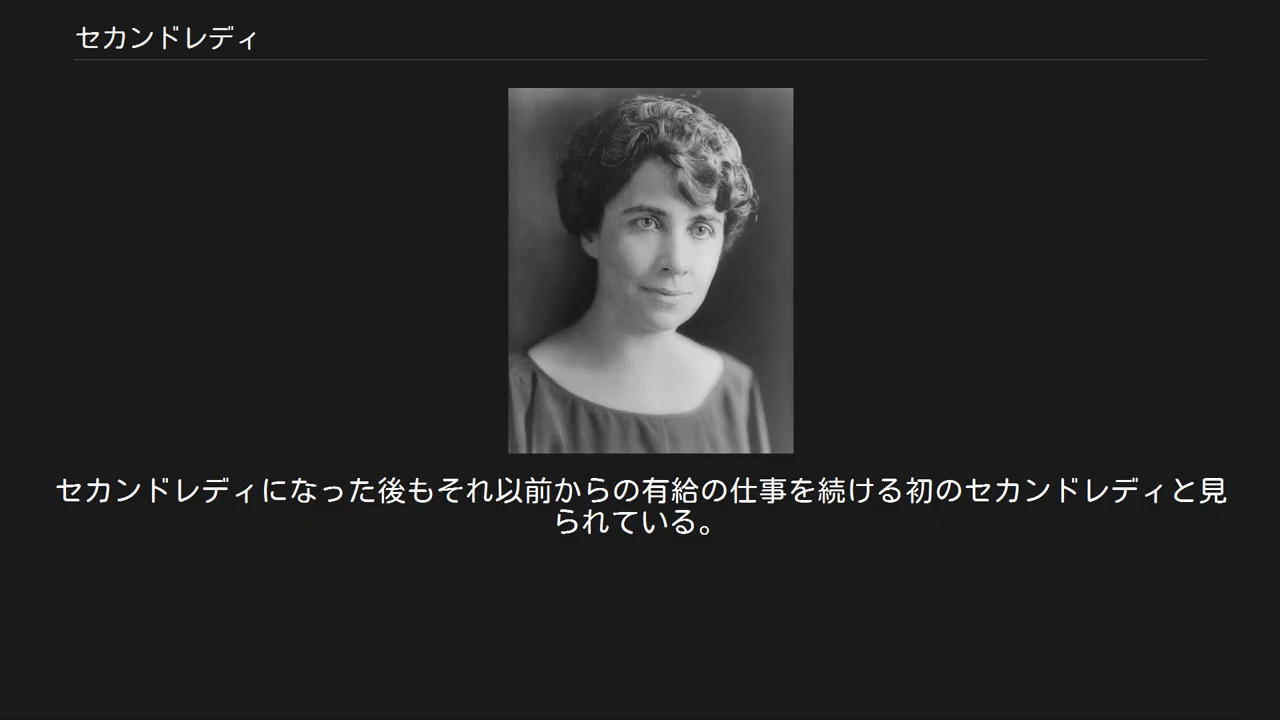 セカンドレディ
セカンドレディになった後もそれ以前からの有給の仕事を続ける初のセカンドレディと見
られている。